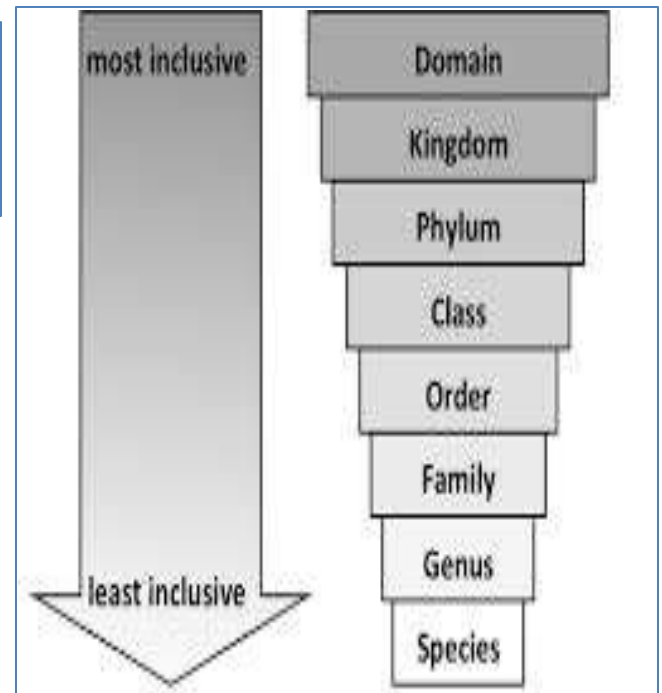 most inclusive
Domain
Kingdom
Phylum
Class
Order
Family
Genus
least inclusive
Species